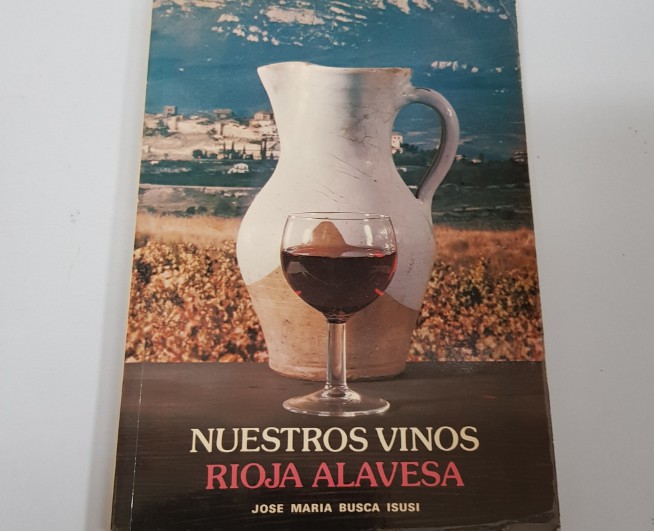 NUESTROS VINOS
RIOJA ALAVESA
JOSE MARIA BUSCA ISUSI